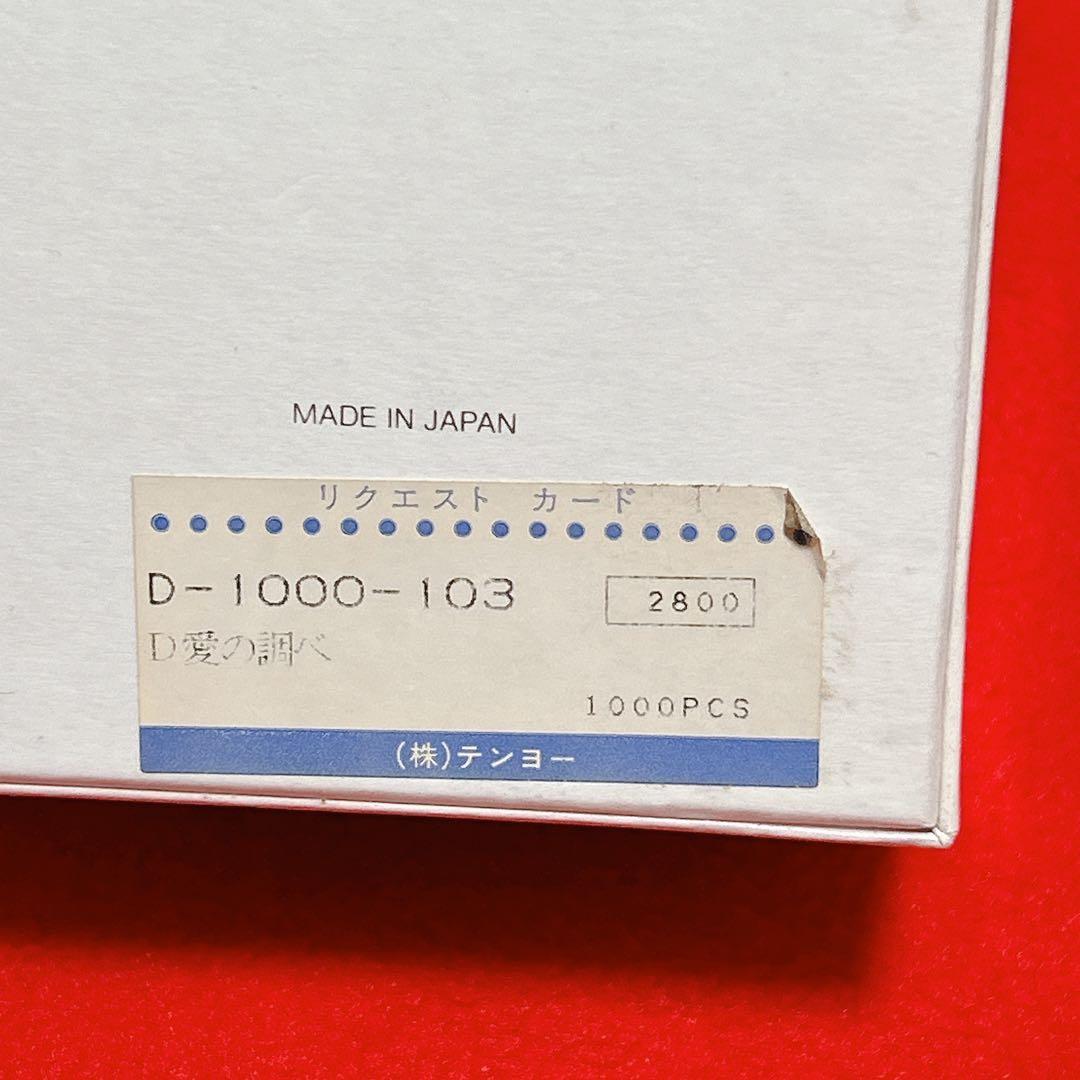 MADE IN JAPAN
リクエスト カード
D-1000-103
2800
D愛の調べ
1000PCS
(株)テンヨー